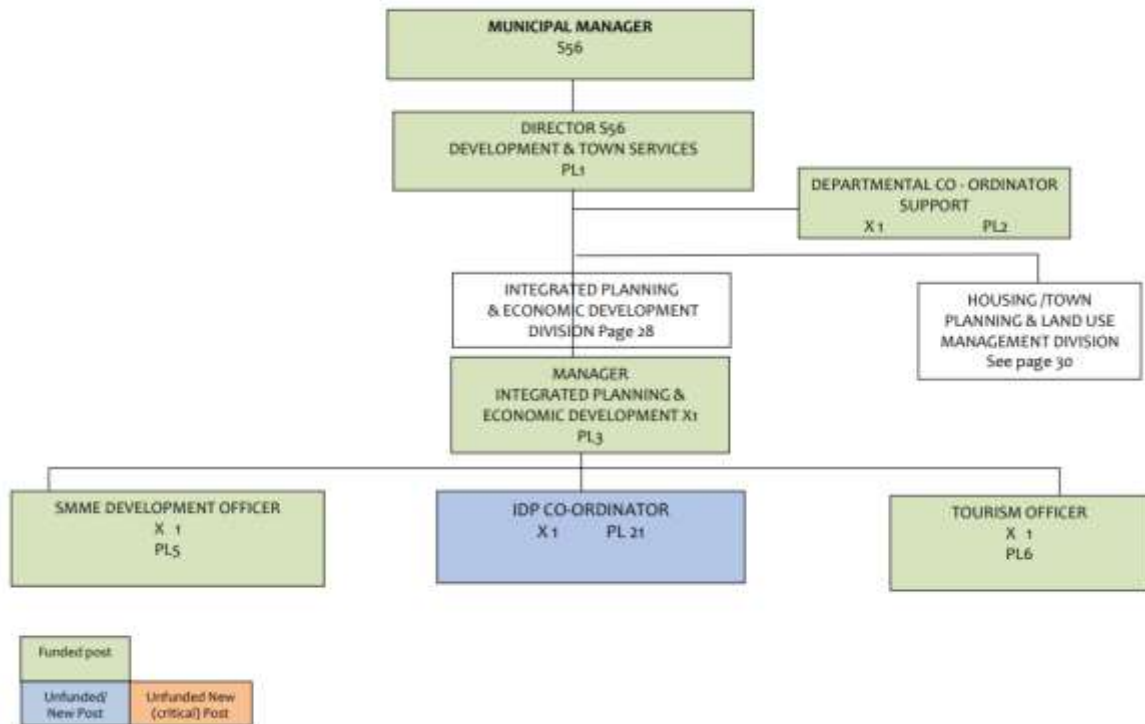 MUNICIPAL MANAGER
S56
DIRECTOR S56
DEVELOPMENT & TOWN SERVICES
PL1
DEPARTMENTAL CO - ORDINATOR
SUPPORT
X 1 PL2
INTEGRATED PLANNING
& ECONOMIC DEVELOPMENT
DIVISION Page 28
HOUSING /TOWN
PLANNING & LAND USE
MANAGEMENT DIVISION
See page 30
MANAGER
INTEGRATED PLANNING &
ECONOMIC DEVELOPMENT X1
PL3
SMME DEVELOPMENT OFFICER
X 1
PL5
IDP CO-ORDINATOR
X 1 PL 21
TOURISM OFFICER
X 1
PL6
Funded post
Unfunded/
New Post
Unfunded New
(critical) Post